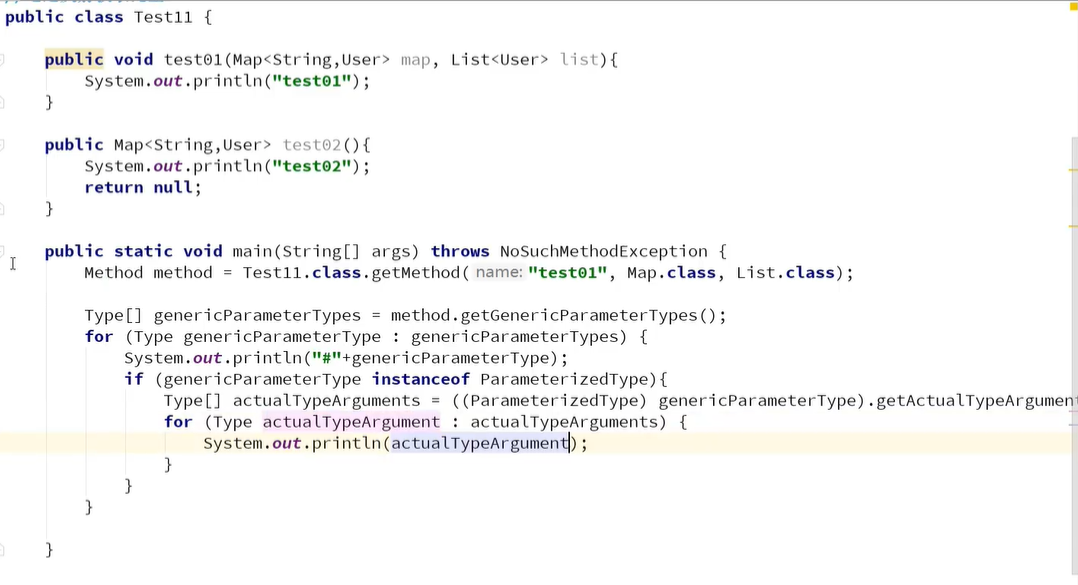 public class Test11 {
public void test01(Map<String,User> map, List<User> list){
System.out.println("test01");
}
public Map<String,User> test02(){
System.out.println("test02");
return null;
}
public static void main(String[] args) throws NoSuchMethodException {
Method method = Test11.class.getMethod( name: "test01", Map.class, List.class);
Type[] genericParameterTypes = method.getGenericParameterTypes();
for (Type genericParameterType : genericParameterTypes) {
System.out.println("#"+genericParameterType);
if (genericParameterType instanceof ParameterizedType){
Type[] actualTypeArguments = ((ParameterizedType) genericParameterType).getActualTypeArgument
for (Type actualTypeArgument : actualTypeArguments) {
System.out.println(actualTypeArgument);
}
}
}
}